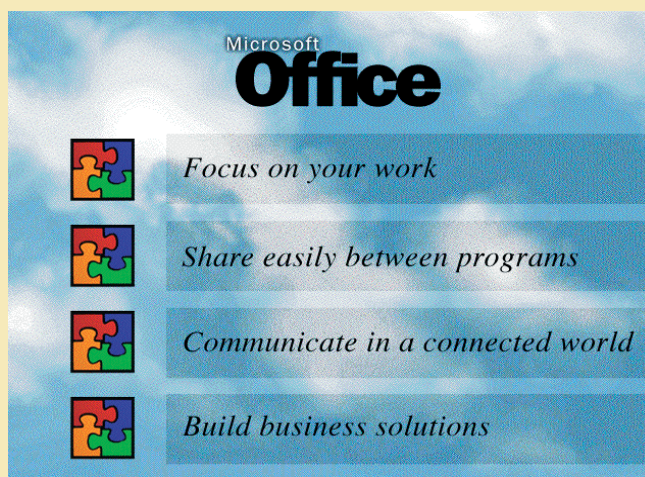 Microsoft
Office
Focus on your work
Share easily between programs
Communicate in a connected world
Build business solutions